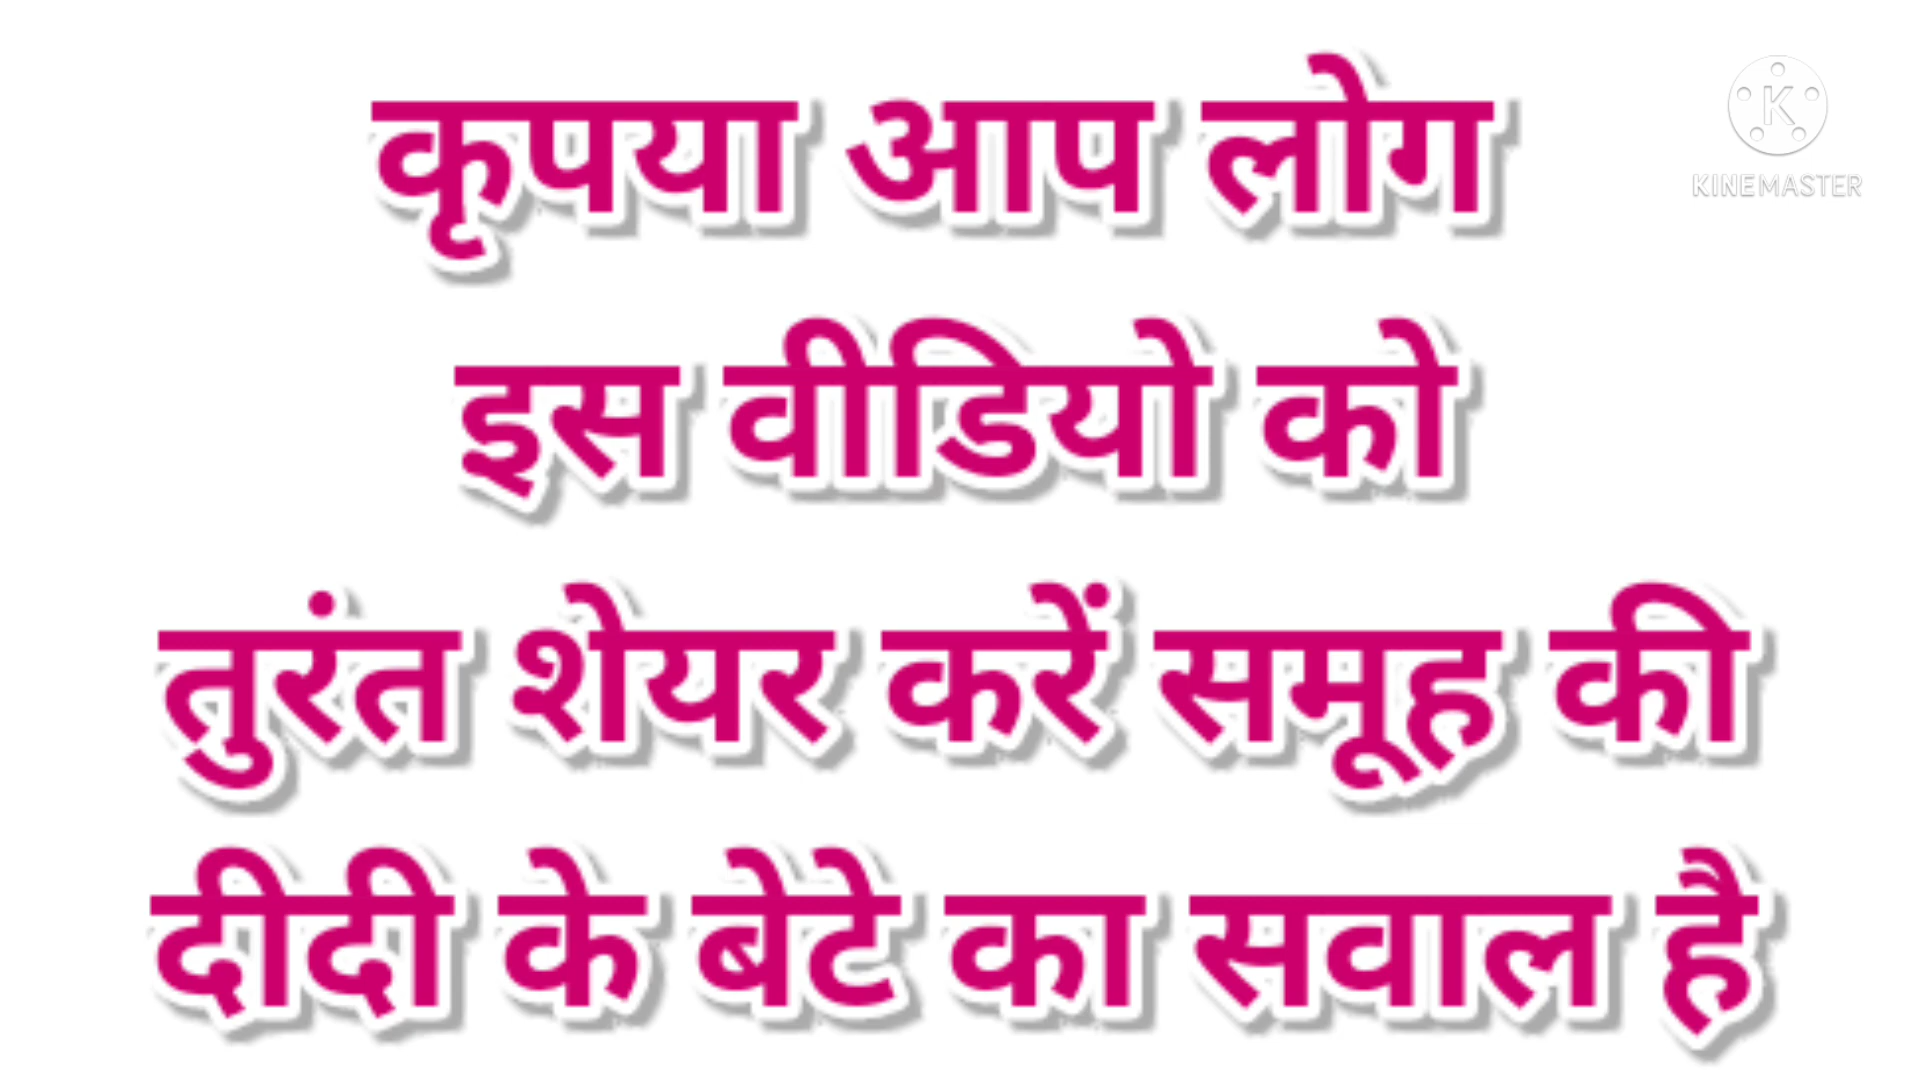 कृपया आप लोग
KINEMASTER
इस वीडियो को
तुरंत शेयर करें समूह की
दीदी के बेटे का सवाल है